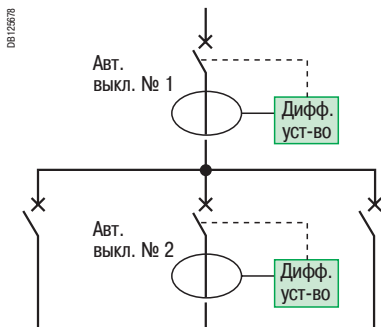 DB125678
Авт.
выкл. № 1
Дифф.
уст-во
Авт.
выкл. № 2
Дифф.
уст-во